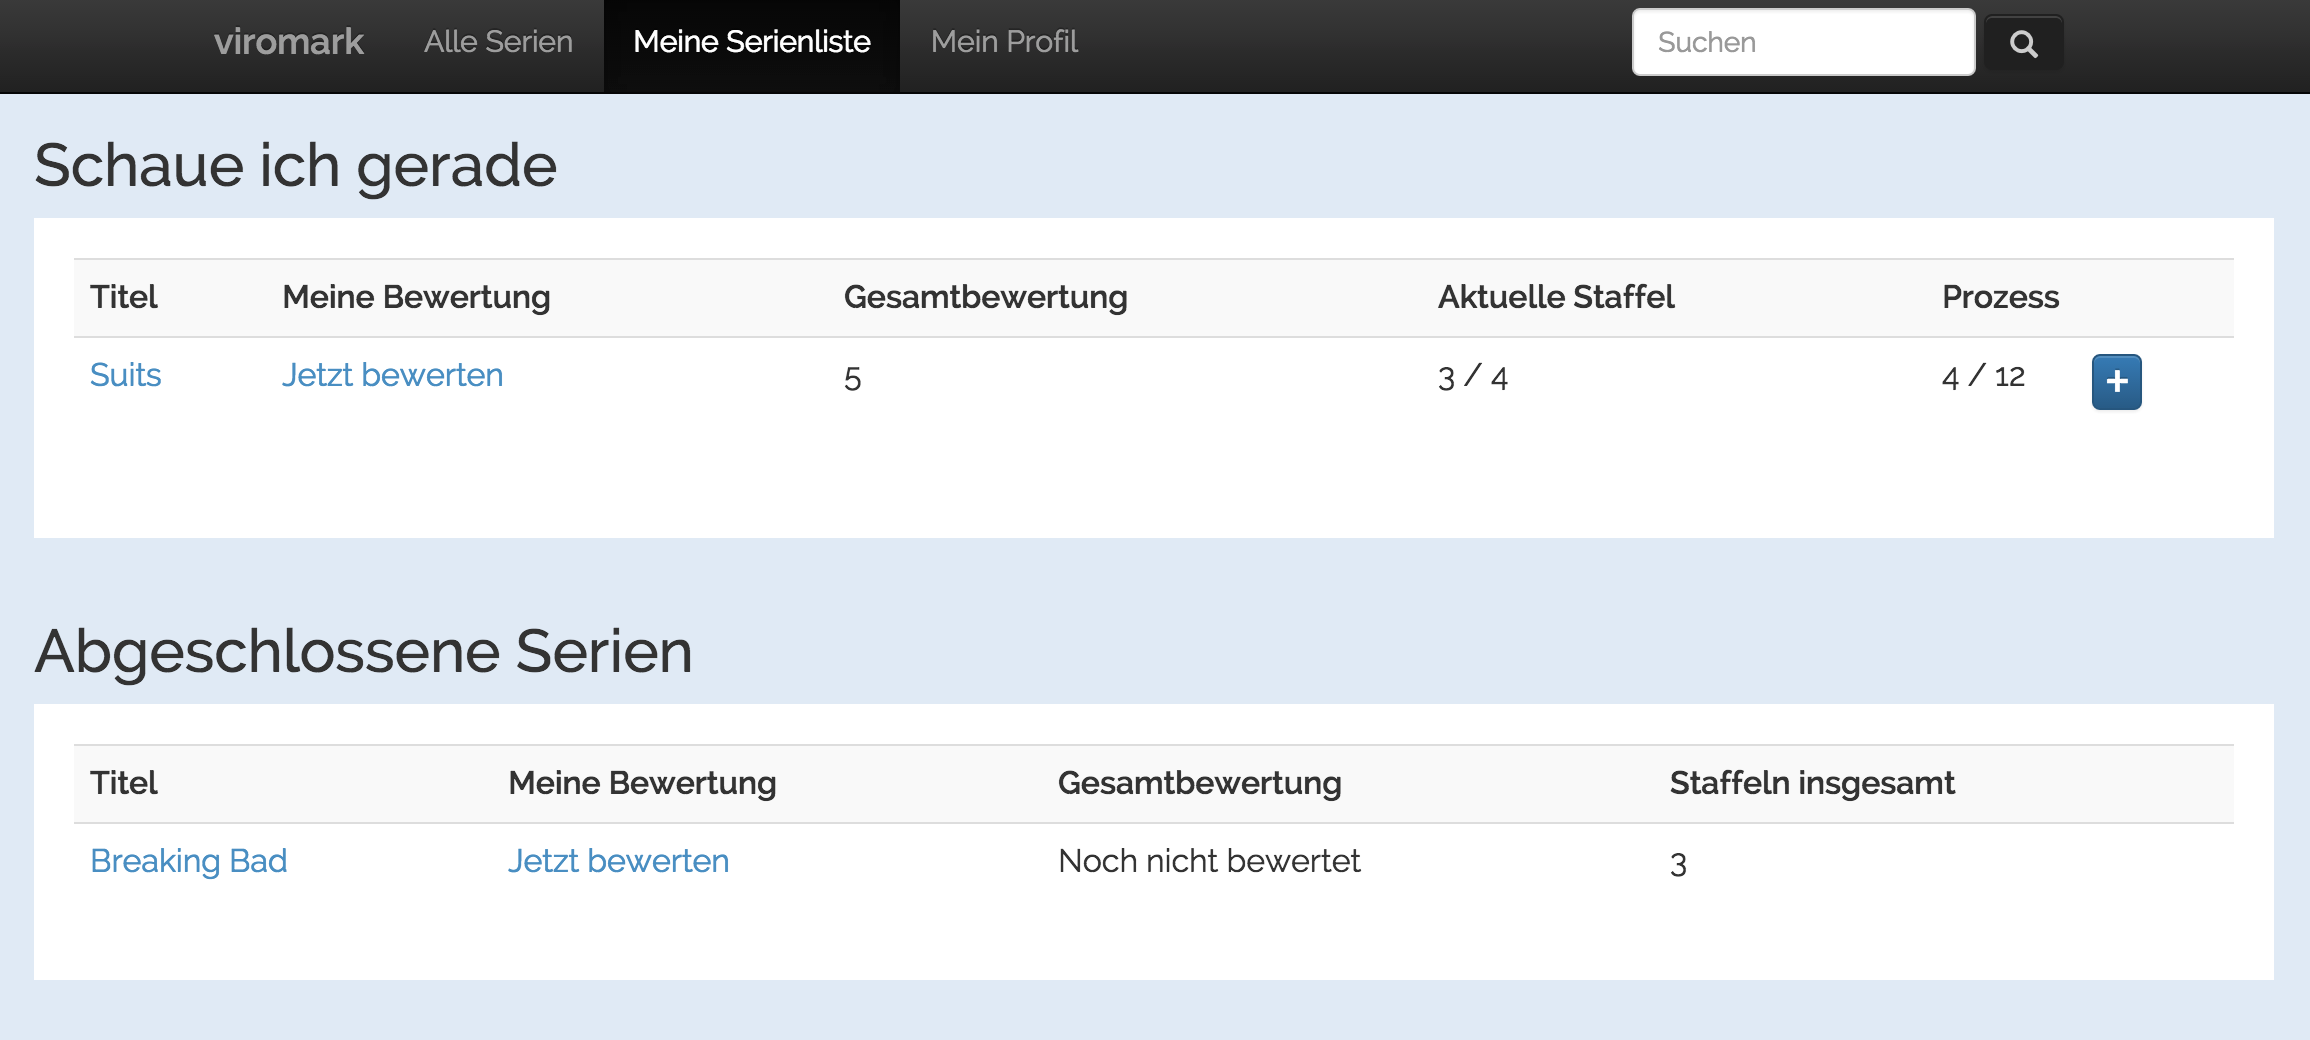 viromark Alle Serien Meine Serienliste Mein Profil Suchen
Schaue ich gerade
Titel Meine Bewertung Gesamtbewertung Aktuelle Staffel Prozess
Suits Jetzt bewerten 5 3 / 4 4 / 12 +
Abgeschlossene Serien
Titel Meine Bewertung Gesamtbewertung Staffeln insgesamt
Breaking Bad Jetzt bewerten Noch nicht bewertet 3